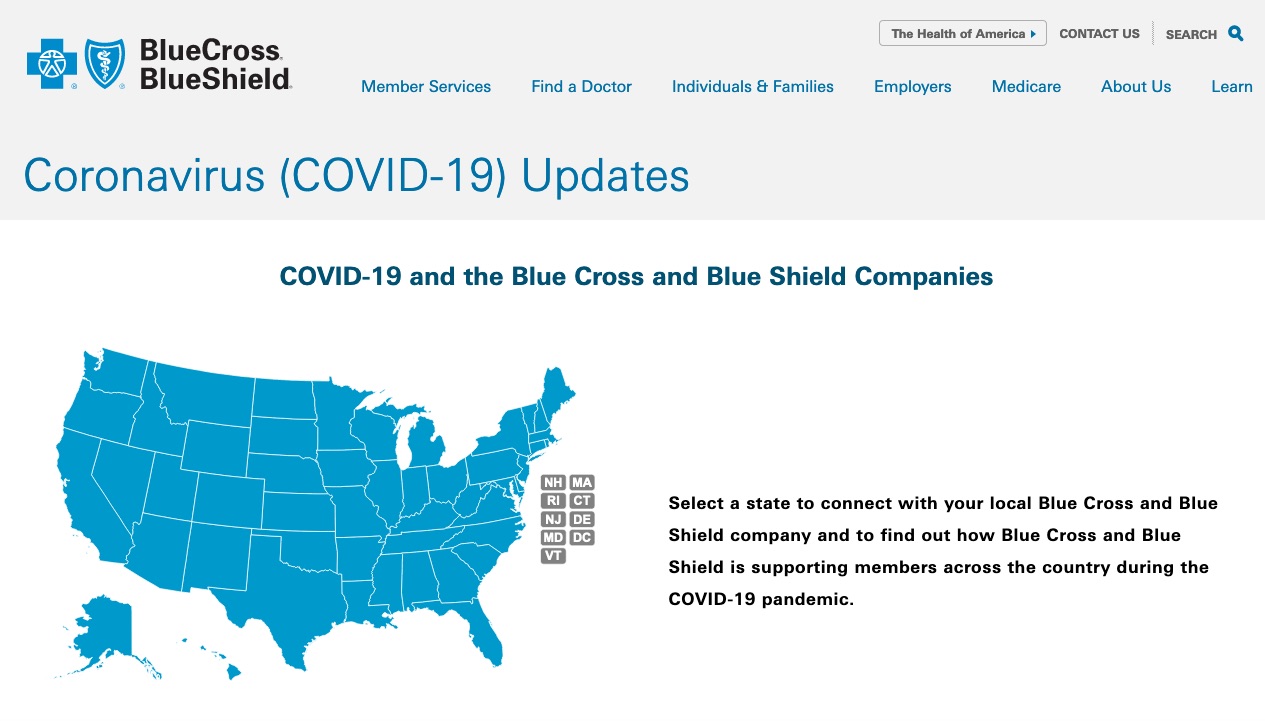 The Health of America
CONTACT US
SEARCH
BlueCross®
BlueShield®
Member Services
Find a Doctor
Individuals & Families
Employers
Medicare
About Us
Learn
Coronavirus (COVID-19) Updates
COVID-19 and the Blue Cross and Blue Shield Companies
NH MA
RI CT
NJ DE
MD DC
VT
Select a state to connect with your local Blue Cross and Blue
Shield company and to find out how Blue Cross and Blue
Shield is supporting members across the country during the
COVID-19 pandemic.